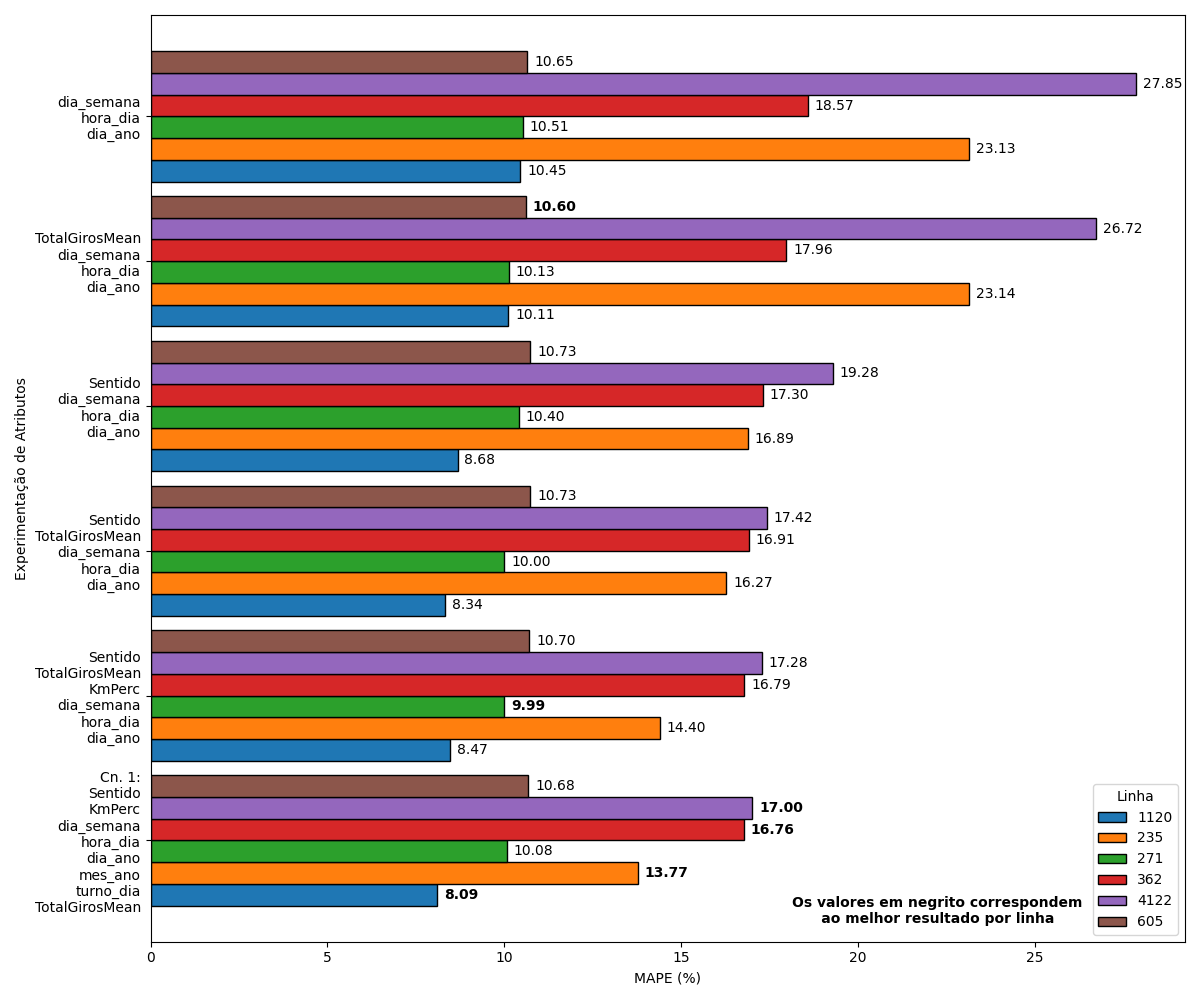 Experimentação de Atributos
dia_semana
hora_dia
dia_ano
10.65
27.85
18.57
10.51
23.13
10.45
TotalGirosMean
dia_semana
hora_dia
dia_ano
10.60
26.72
17.96
10.13
23.14
10.11
Sentido
dia_semana
hora_dia
dia_ano
10.73
19.28
17.30
10.40
16.89
8.68
Sentido
TotalGirosMean
dia_semana
hora_dia
dia_ano
10.73
17.42
16.91
10.00
16.27
8.34
Sentido
TotalGirosMean
KmPerc
dia_semana
hora_dia
dia_ano
10.70
17.28
16.79
9.99
14.40
8.47
Cn. 1:
Sentido
KmPerc
dia_semana
hora_dia
dia_ano
mes_ano
turno_dia
TotalGirosMean
10.68
17.00
16.76
10.08
13.77
8.09
Os valores em negrito correspondem
ao melhor resultado por linha
Linha
1120
235
271
362
4122
605
0
5
10
15
20
25
MAPE (%)